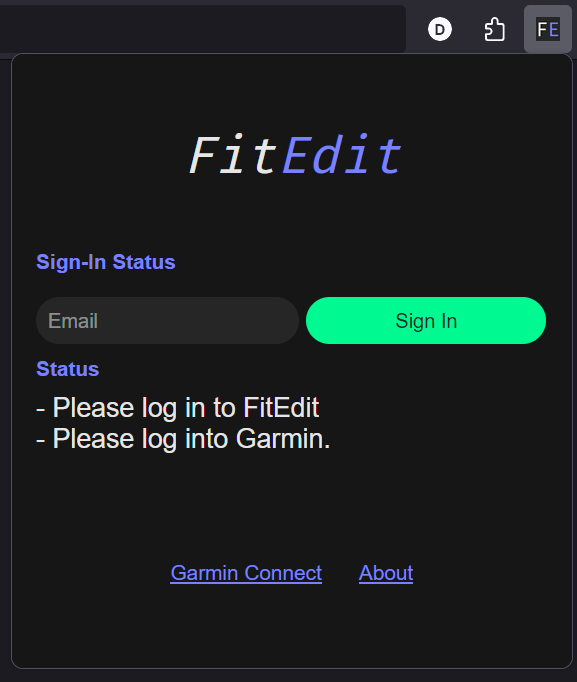 D
FE
FitEdit
Sign-In Status
Email
Sign In
Status
- Please log in to FitEdit
- Please log into Garmin.
Garmin Connect
About